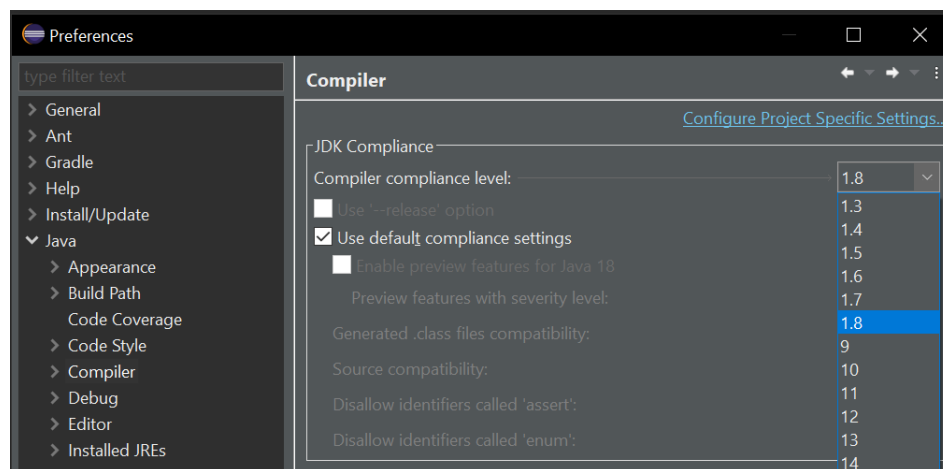 Preferences
type filter text
General
Ant
Gradle
Help
Install/Update
Java
Appearance
Build Path
Code Coverage
Code Style
Compiler
Debug
Editor
Installed JREs
Compiler
Configure Project Specific Settings..
JDK Compliance
Compiler compliance level:
1.8
Use '--release' option
Use default compliance settings
Enable preview features for Java 18
Preview features with severity level:
Generated .class files compatibility:
Source compatibility:
Disallow identifiers called 'assert':
Disallow identifiers called 'enum':
1.3
1.4
1.5
1.6
1.7
1.8
9
10
11
12
13
14